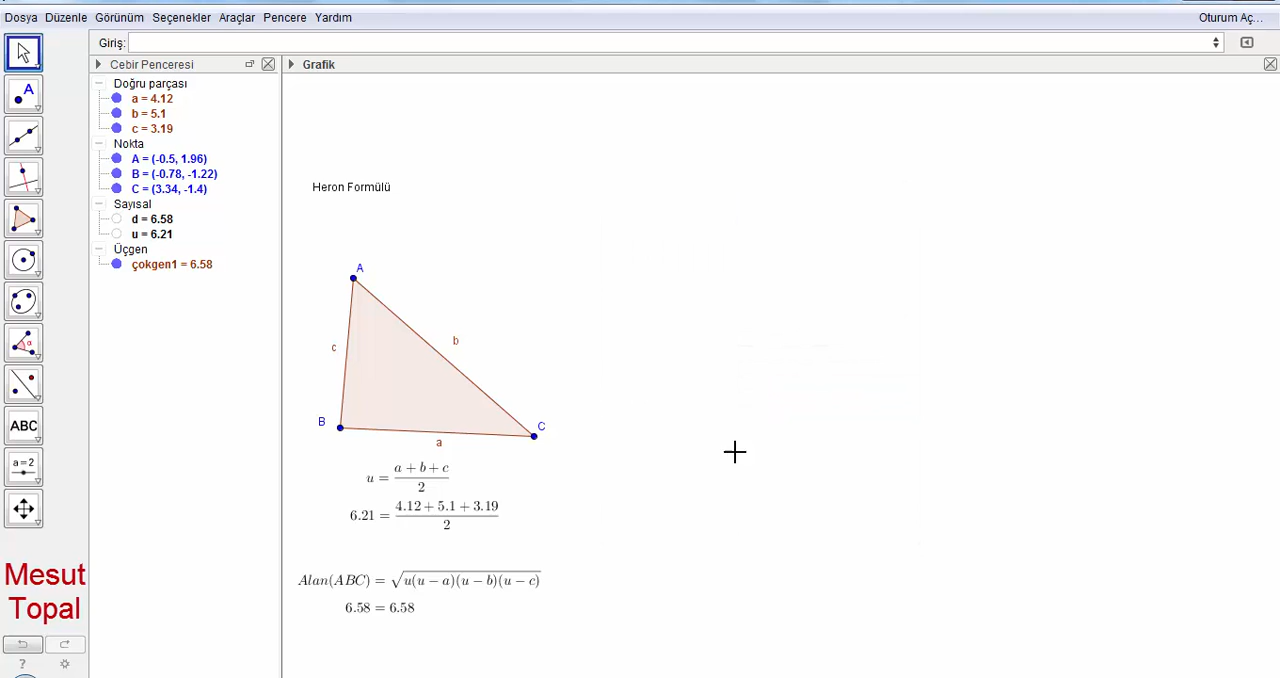 Dosya Düzenle Görünüm Seçenekler Araçlar Pencere Yardım
Oturum Aç...
Giriş:
Cebir Penceresi
Grafik
Doğru parçası
a = 4.12
b = 5.1
c = 3.19
Nokta
A = (-0.5, 1.96)
B = (-0.78, -1.22)
C = (3.34, -1.4)
Sayısal
d = 6.58
u = 6.21
Üçgen
çokgen1 = 6.58
A
α
ABC
a = 2
Mesut
Topal
?
Heron Formülü
A
c
b
B
C
a
u = \frac{a + b + c}{2}
6.21 = \frac{4.12 + 5.1 + 3.19}{2}
Alan(ABC) = \sqrt{u(u − a)(u − b)(u − c)}
6.58 = 6.58